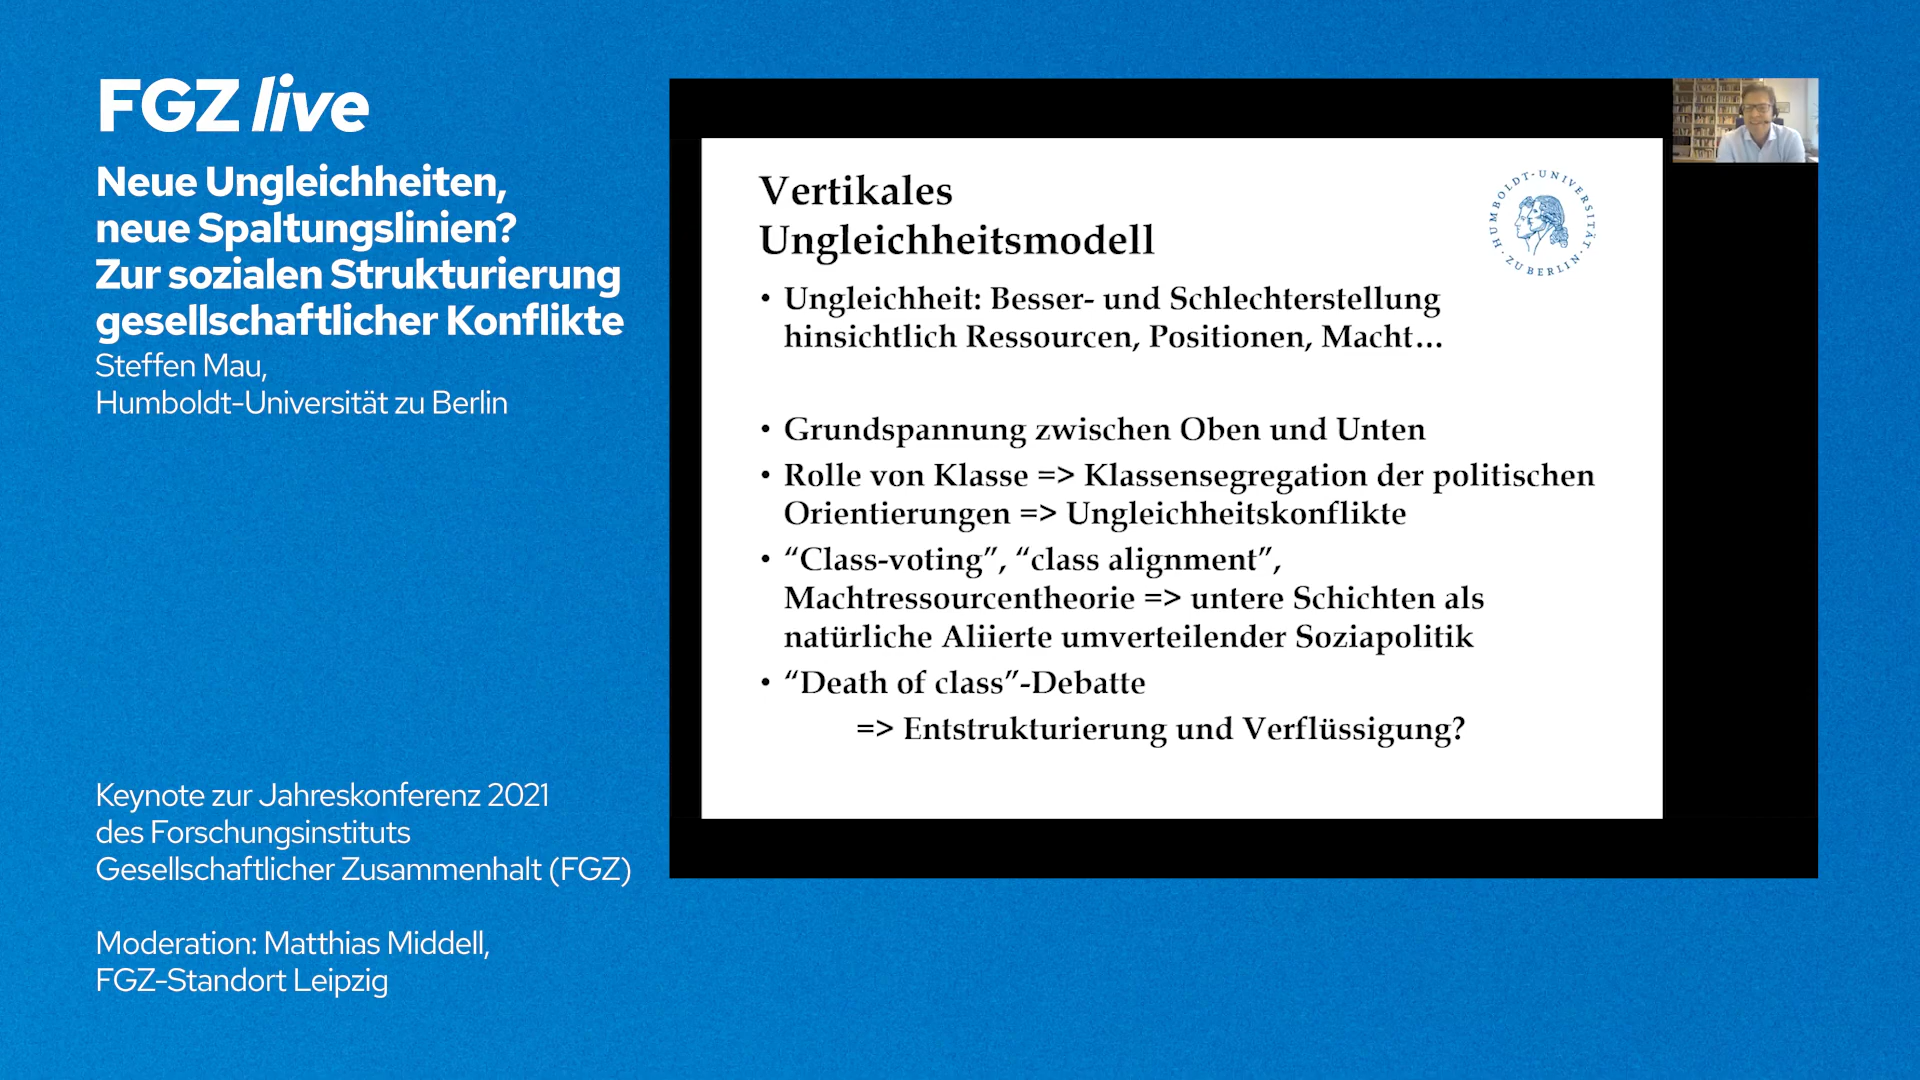 FGZ live
Neue Ungleichheiten,
neue Spaltungslinien?
Zur sozialen Strukturierung
gesellschaftlicher Konflikte
Steffen Mau,
Humboldt-Universität zu Berlin
Keynote zur Jahreskonferenz 2021
des Forschungsinstituts
Gesellschaftlicher Zusammenhalt (FGZ)
Moderation: Matthias Middell,
FGZ-Standort Leipzig
Vertikales
Ungleichheitsmodell
HUMBOLDT-UNIVERSITÄT
ZU BERLIN
• Ungleichheit: Besser- und Schlechterstellung
hinsichtlich Ressourcen, Positionen, Macht…
• Grundspannung zwischen Oben und Unten
• Rolle von Klasse => Klassensegregation der politischen
Orientierungen => Ungleichheitskonflikte
• “Class-voting”, “class alignment”,
Machtressourcentheorie => untere Schichten als
natürliche Aliierte umverteilender Soziapolitik
• “Death of class”-Debatte
=> Entstrukturierung und Verflüssigung?